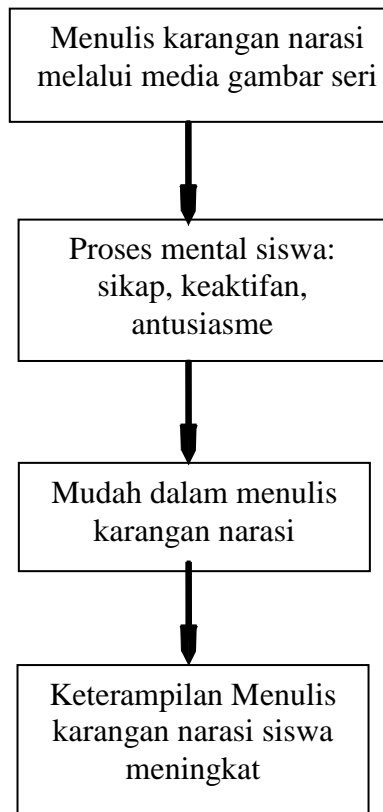 Menulis karangan narasi
melalui media gambar seri
Proses mental siswa:
sikap, keaktifan,
antusiasme
Mudah dalam menulis
karangan narasi
Keterampilan Menulis
karangan narasi siswa
meningkat